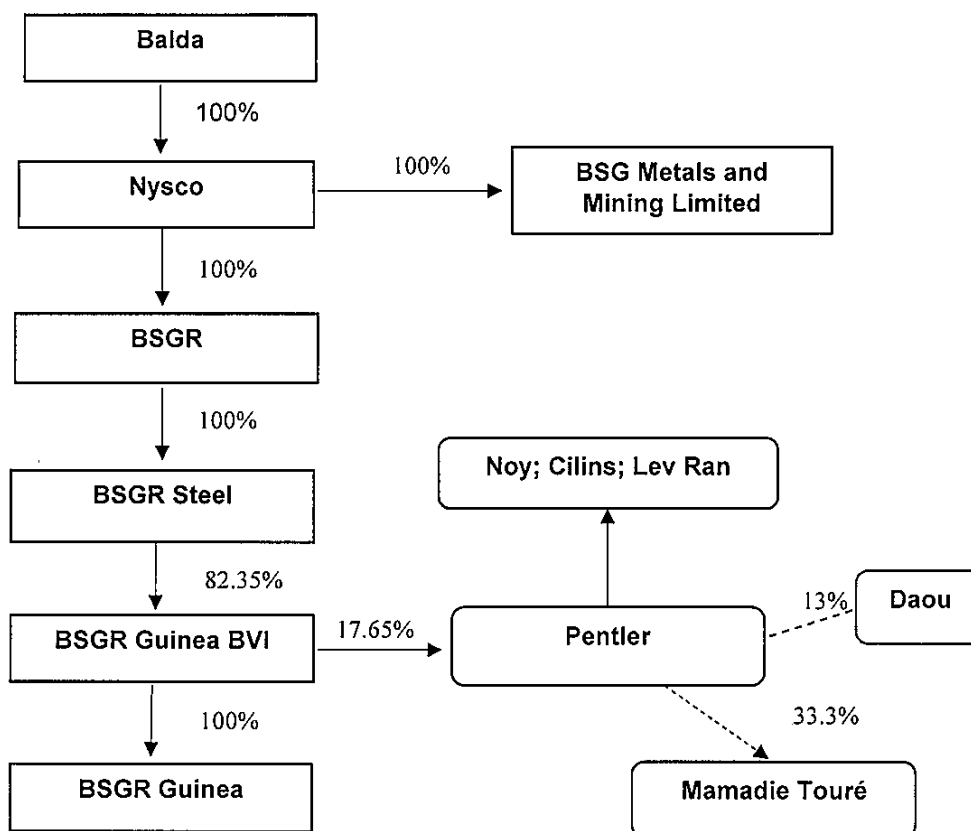 Balda
100%
Nysco
100%
BSG Metals and
Mining Limited
100%
BSGR
100%
BSGR Steel
Noy; Cilins; Lev Ran
82.35%
BSGR Guinea BVI
17.65%
Pentler
13%
Daou
100%
33.3%
BSGR Guinea
Mamadie Touré